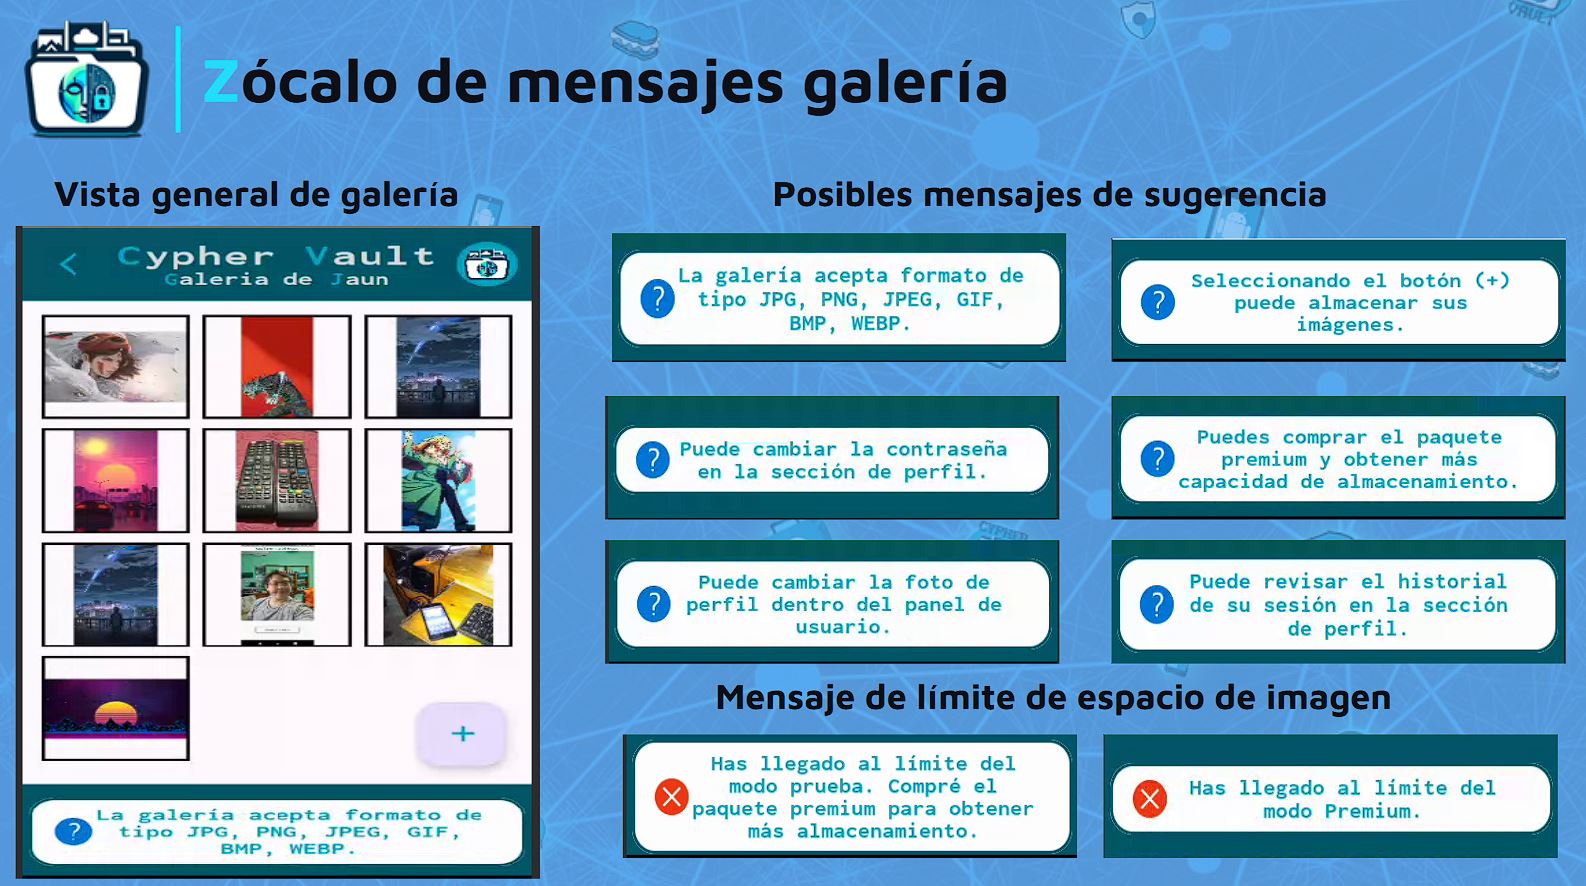 Zócalo de mensajes galería
Vista general de galería
Cypher Vault
Galeria de Jaun
+
La galería acepta formato de
tipo JPG, PNG, JPEG, GIF,
BMP, WEBP.
Posibles mensajes de sugerencia
La galería acepta formato de
tipo JPG, PNG, JPEG, GIF,
BMP, WEBP.
Seleccionando el botón (+)
puede almacenar sus
imágenes.
Puede cambiar la contraseña
en la sección de perfil.
Puedes comprar el paquete
premium y obtener más
capacidad de almacenamiento.
Puede cambiar la foto de
perfil dentro del panel de
usuario.
Puede revisar el historial
de su sesión en la sección
de perfil.
Mensaje de límite de espacio de imagen
Has llegado al límite del
modo prueba. Compré el
paquete premium para obtener
más almacenamiento.
Has llegado al límite del
modo Premium.
VAULT
CYPHER